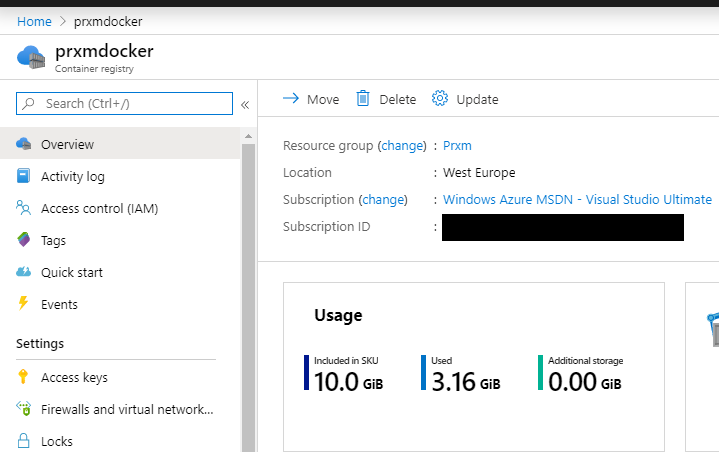 Home > prxmdocker
prxmdocker
Container registry
Search (Ctrl+/) «
Overview
Activity log
Access control (IAM)
Tags
Quick start
Events
Settings
Access keys
Firewalls and virtual network...
Locks
Move Delete Update
Resource group (change) : Prxm
Location : West Europe
Subscription (change) : Windows Azure MSDN - Visual Studio Ultimate
Subscription ID :
Usage
Included in SKU
10.0 GiB
Used
3.16 GiB
Additional storage
0.00 GiB